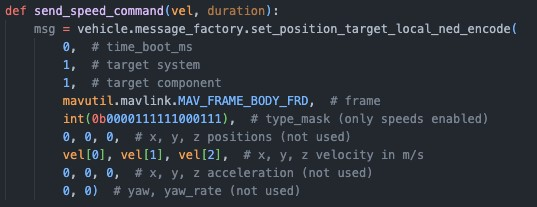 def send_speed_command(vel, duration):
msg = vehicle.message_factory.set_position_target_local_ned_encode(
0,  # time_boot_ms
1,  # target system
1,  # target component
mavutil.mavlink.MAV_FRAME_BODY_FRD,  # frame
int(0b0000111111000111),  # type_mask (only speeds enabled)
0, 0, 0,  # x, y, z positions (not used)
vel[0], vel[1], vel[2],  # x, y, z velocity in m/s
0, 0, 0,  # x, y, z acceleration (not used)
0, 0)  # yaw, yaw_rate (not used)